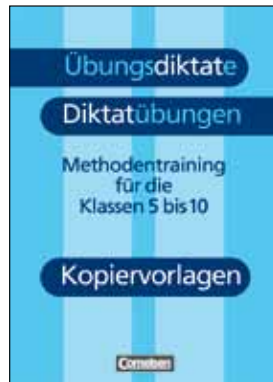 Übungsdiktate
Diktatübungen
Methodentraining
für die
Klassen 5 bis 10
Kopiervorlagen
Cornelsen